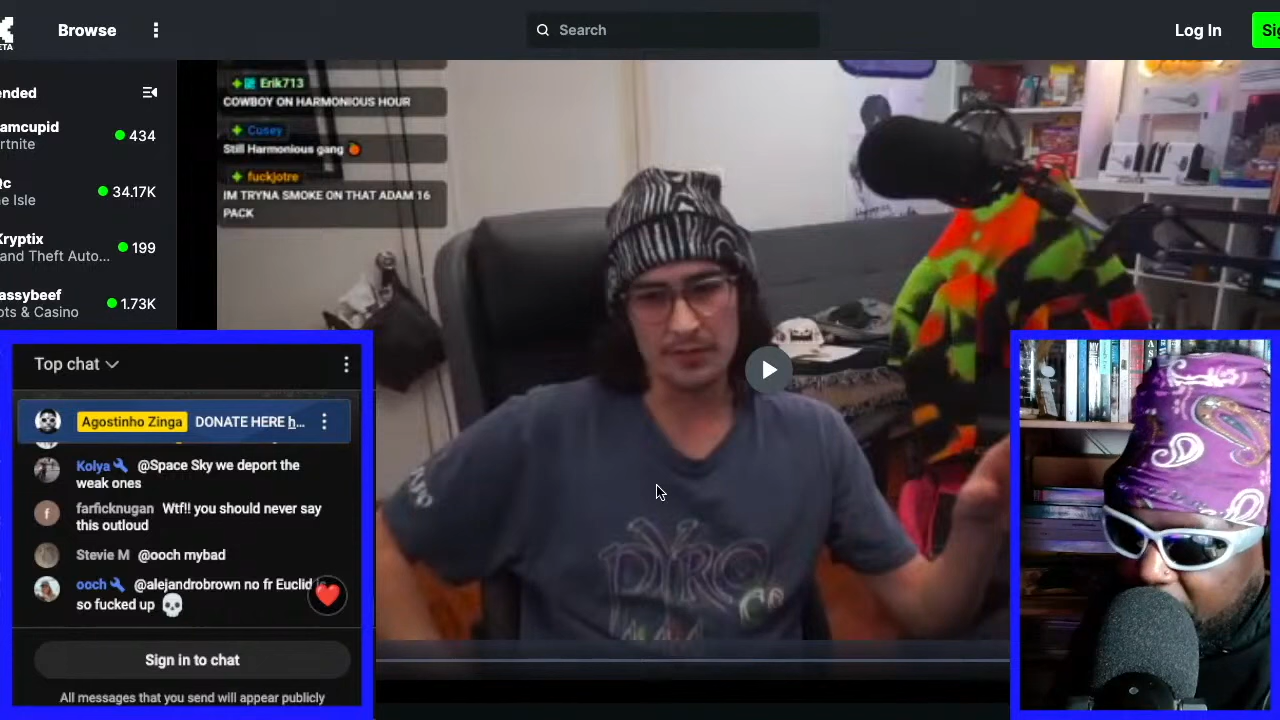 Browse
Search
Log In
ETA
ended
amcupid
434
rtnite
34.17K
e Isle
Kryptix
199
and Theft Auto...
assybeef
1.73K
ots & Casino
Erik713
COWBOY ON HARMONIOUS HOUR
Cusey
Still Harmonious gang
fuckjotre
IM TRYNA SMOKE ON THAT ADAM 16
PACK
Top chat
Agostinho Zinga DONATE HERE h...
Kolya @Space Sky we deport the
weak ones
farficknugan Wtf!! you should never say
this outloud
Stevie M @ooch mybad
ooch @alejandrobrown no fr Euclid
so fucked up
Sign in to chat
All messages that you send will appear publicly